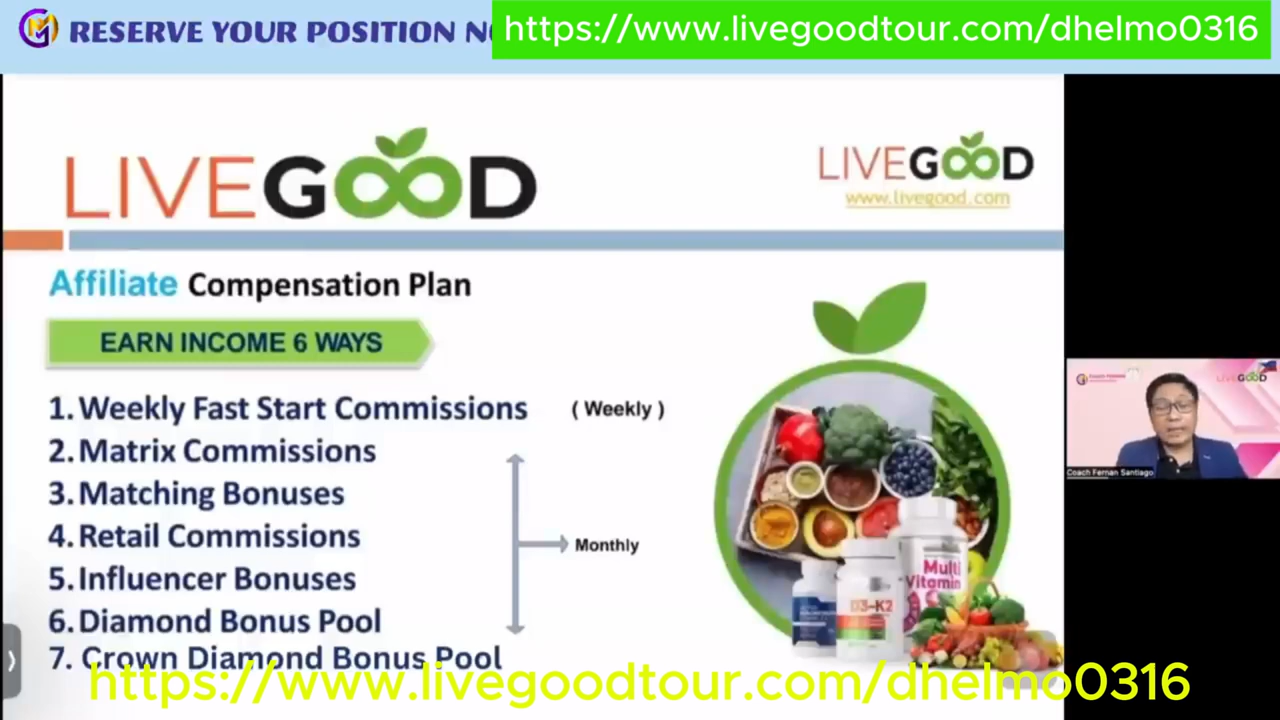 RESERVE YOUR POSITION
https://www.livegoodtour.com/dhelmo0316
LIVEGOOD
LIVEGOOD
www.livegood.com
Affiliate Compensation Plan
EARN INCOME 6 WAYS
1. Weekly Fast Start Commissions ( Weekly )
2. Matrix Commissions
3. Matching Bonuses
4. Retail Commissions
Monthly
5. Influencer Bonuses
6. Diamond Bonus Pool
7. Crown Diamond Bonus Pool
Multi
Vitamin
D3-K2
LIVEGOOD
Coach Fernan Santiago
https://www.livegoodtour.com/dhelmo0316